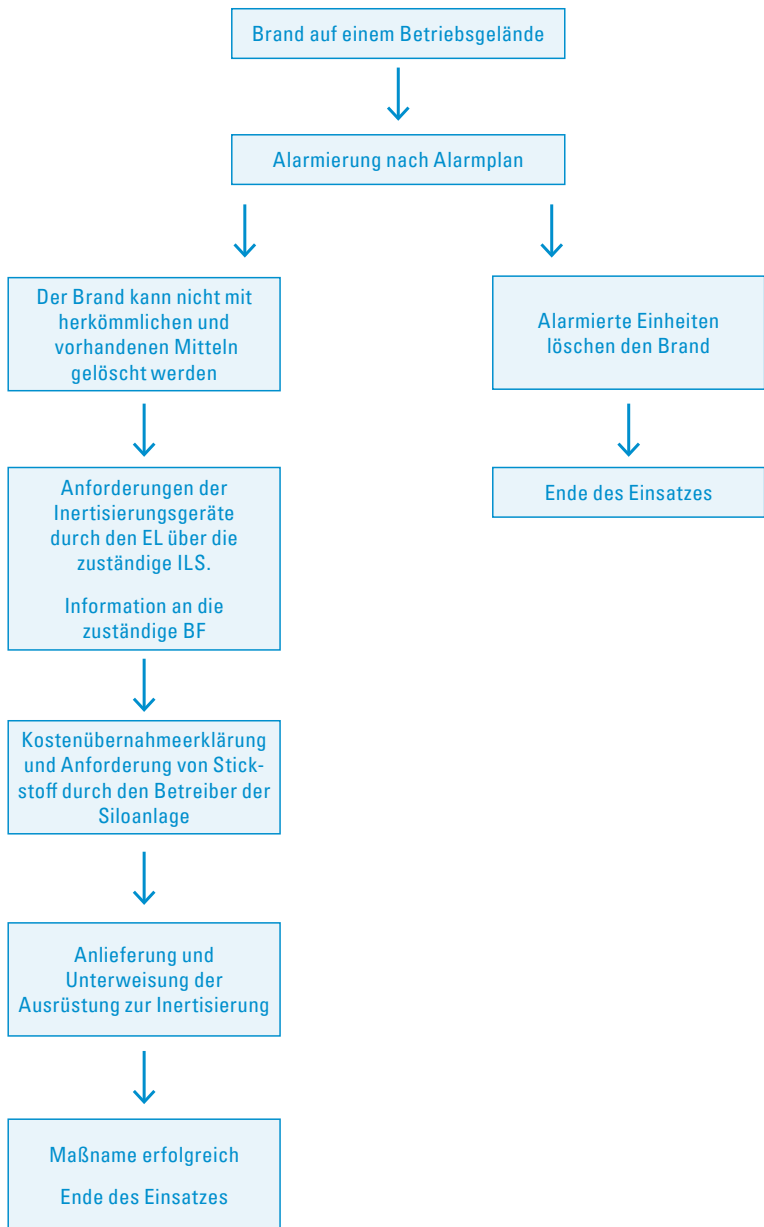 Brand auf einem Betriebsgelände
Alarmierung nach Alarmplan
Der Brand kann nicht mit
herkömmlichen und
vorhandenen Mitteln
gelöscht werden
Alarmierte Einheiten
löschen den Brand
Anforderungen der
Inertisierungsgeräte
durch den EL über die
zuständige ILS.
Information an die
zuständige BF
Ende des Einsatzes
Kostenübernahmeerklärung
und Anforderung von Stick-
stoff durch den Betreiber der
Siloanlage
Anlieferung und
Unterweisung der
Ausrüstung zur Inertisierung
Maßname erfolgreich
Ende des Einsatzes